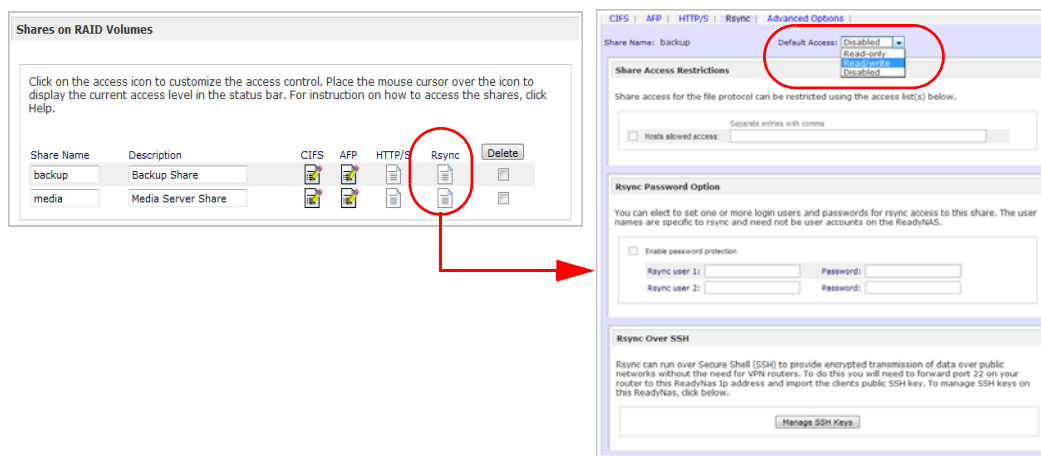 Shares on RAID Volumes
Click on the access icon to customize the access control. Place the mouse cursor over the icon to
display the current access level in the status bar. For instruction on how to access the shares, click
Help.
Share Name Description CIFS AFP HTTP/S Rsync Delete
backup Backup Share
media Media Server Share
CIFS | AFP | HTTP/S | Rsync | Advanced Options |
Share Name: backup Default Access: Disabled
Read-only
Read/write
Disabled
Share Access Restrictions
Share access for the file protocol can be restricted using the access list(s) below.
Separate entries with comma
Hosts allowed access:
Rsync Password Option
You can elect to set one or more login users and passwords for rsync access to this share. The user
names are specific to rsync and need not be user accounts on the ReadyNAS.
Enable password protection
Rsync user 1: Password:
Rsync user 2: Password:
Rsync Over SSH
Rsync can run over Secure Shell (SSH) to provide encrypted transmission of data over public
networks without the need for VPN routers. To do this you will need to forward port 22 on your
router to this ReadyNas Ip address and import the clients public SSH key. To manage SSH keys on
this ReadyNas, click below.
Manage SSH Keys